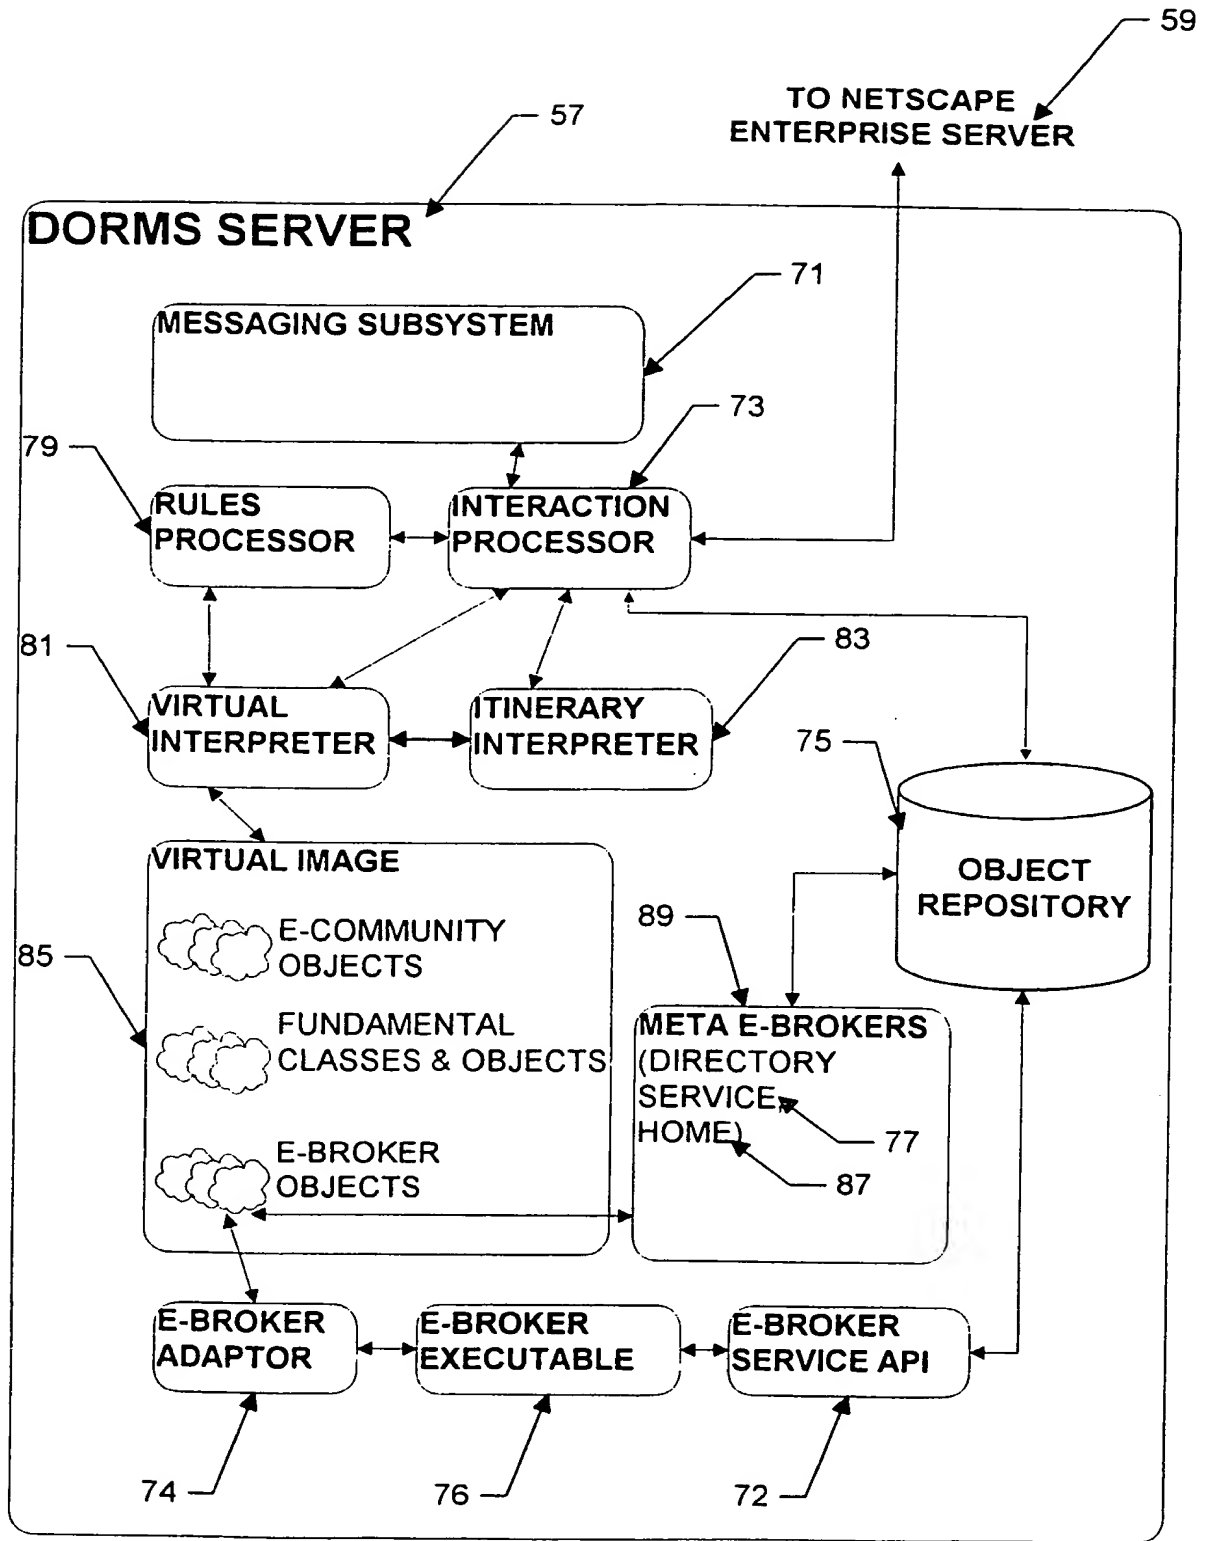 59
TO NETSCAPE
ENTERPRISE SERVER
57
DORMS SERVER
71
MESSAGING SUBSYSTEM
73
79
RULES
PROCESSOR
INTERACTION
PROCESSOR
81
83
VIRTUAL
INTERPRETER
ITINERARY
INTERPRETER
75
OBJECT
REPOSITORY
VIRTUAL IMAGE
E-COMMUNITY
OBJECTS
85
FUNDAMENTAL
CLASSES & OBJECTS
E-BROKER
OBJECTS
89
META E-BROKERS
(DIRECTORY
SERVICE,
HOME)
77
87
E-BROKER
ADAPTOR
E-BROKER
EXECUTABLE
E-BROKER
SERVICE API
74
76
72